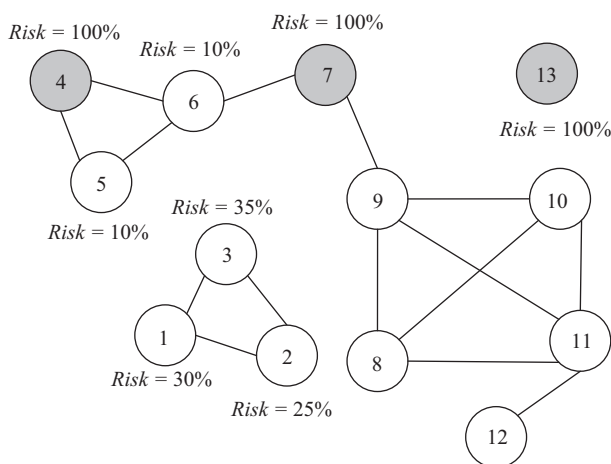 Risk = 100%
Risk = 100%
Risk = 10%
4
6
7
13
Risk = 100%
5
9
10
Risk = 35%
Risk = 10%
3
1
2
8
11
Risk = 30%
Risk = 25%
12